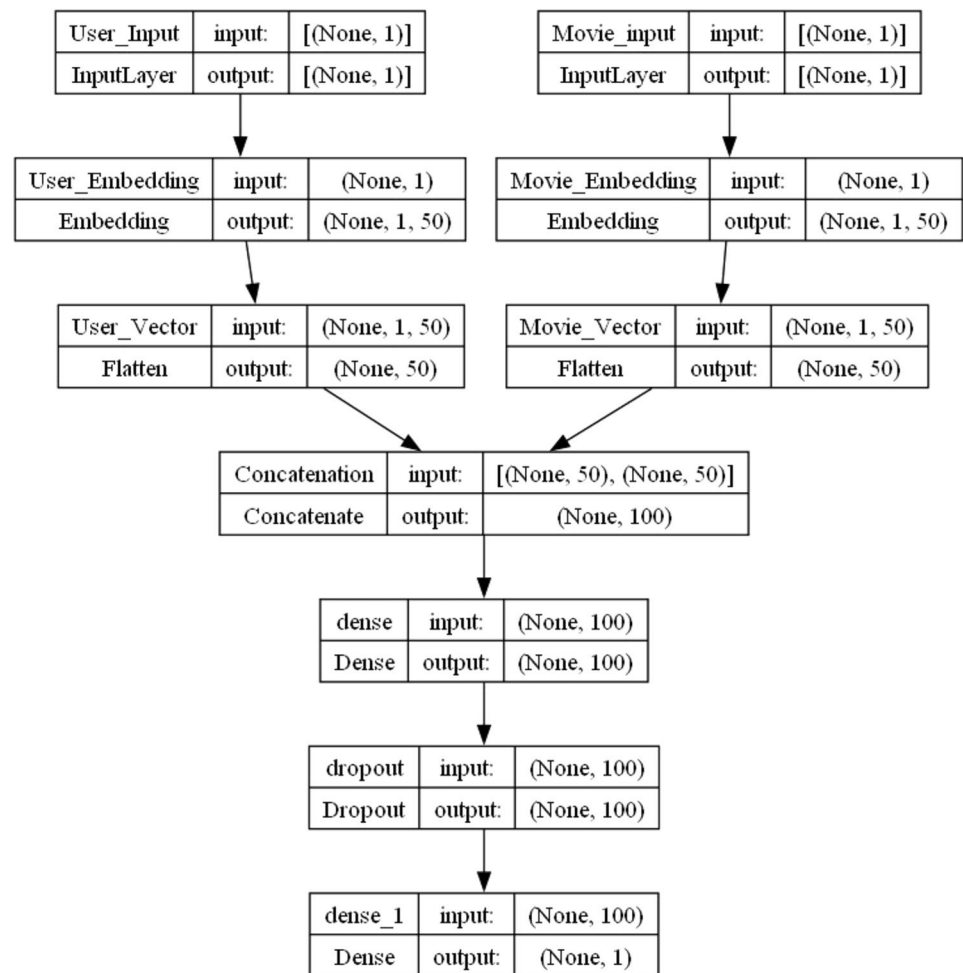 User_Input input: [(None, 1)]
InputLayer output: [(None, 1)]
Movie_input input: [(None, 1)]
InputLayer output: [(None, 1)]
User_Embedding input: (None, 1)
Embedding output: (None, 1, 50)
Movie_Embedding input: (None, 1)
Embedding output: (None, 1, 50)
User_Vector input: (None, 1, 50)
Flatten output: (None, 50)
Movie_Vector input: (None, 1, 50)
Flatten output: (None, 50)
Concatenation input: [(None, 50), (None, 50)]
Concatenate output: (None, 100)
dense input: (None, 100)
Dense output: (None, 100)
dropout input: (None, 100)
Dropout output: (None, 100)
dense_1 input: (None, 100)
Dense output: (None, 1)